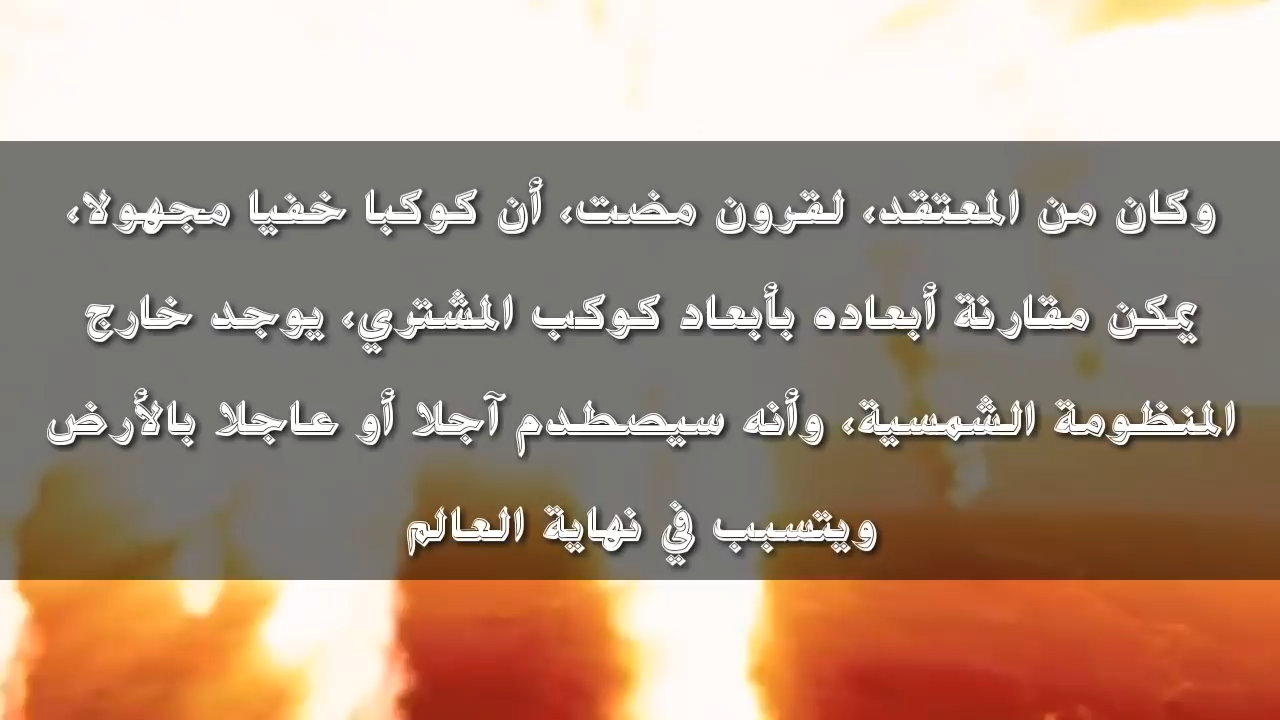 وكان من المعتقد، لقرون مضت، أن كوكبا خفيا مجهولا،
يمكن مقارنة أبعاده بأبعاد كوكب المشتري، يوجد خارج
المنظومة الشمسية، وأنه سيصطدم آجلا أو عاجلا بالأرض
ويتسبب في نهاية العالم